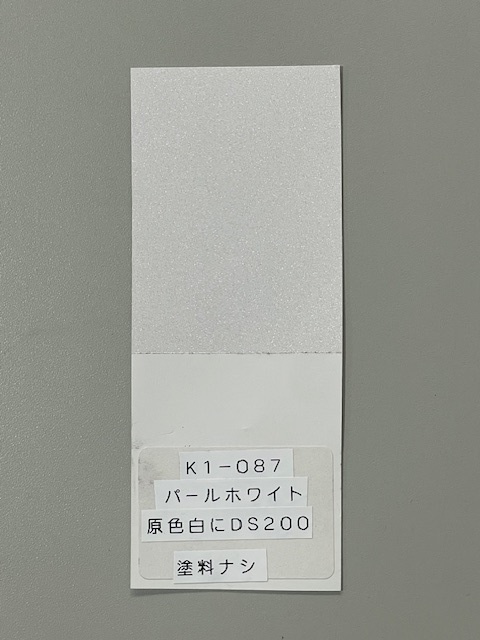 K1-087
パールホワイト
原色白にDS200
塗料ナシ